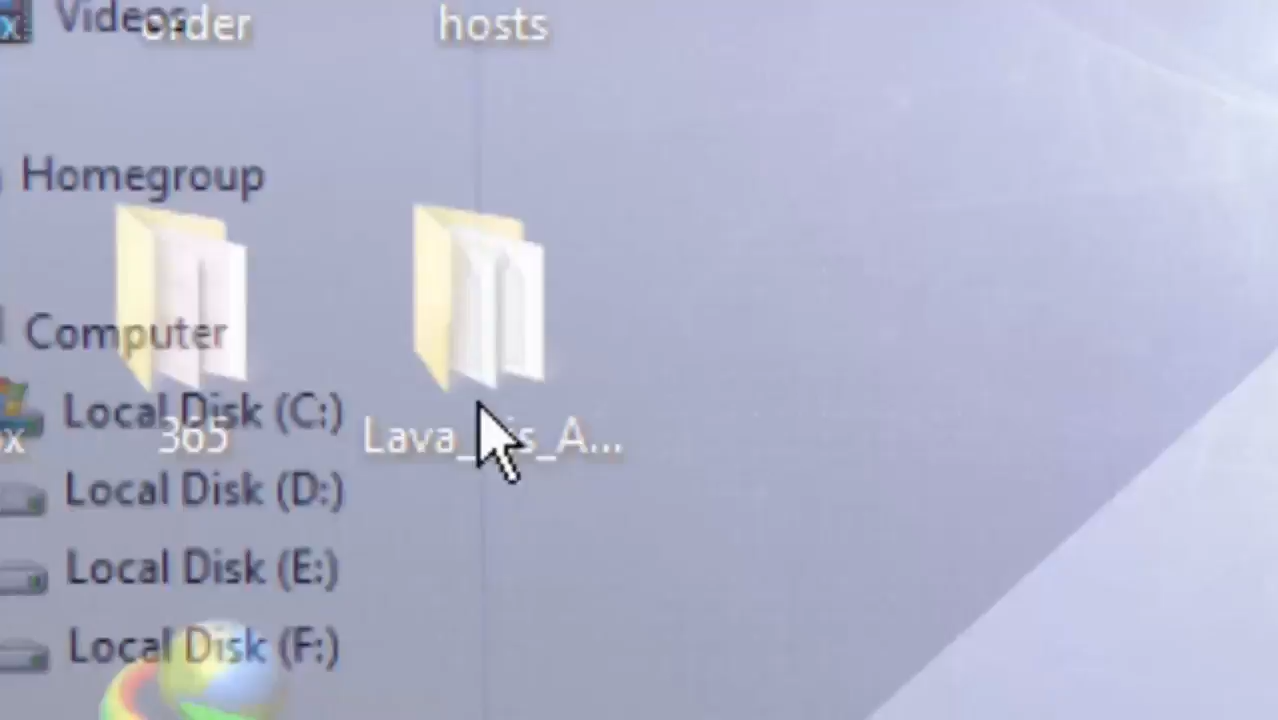 Videos
order
hosts
Homegroup
Computer
Local Disk (C:)
365
Local Disk (D:)
Local Disk (E:)
Local Disk (F:)